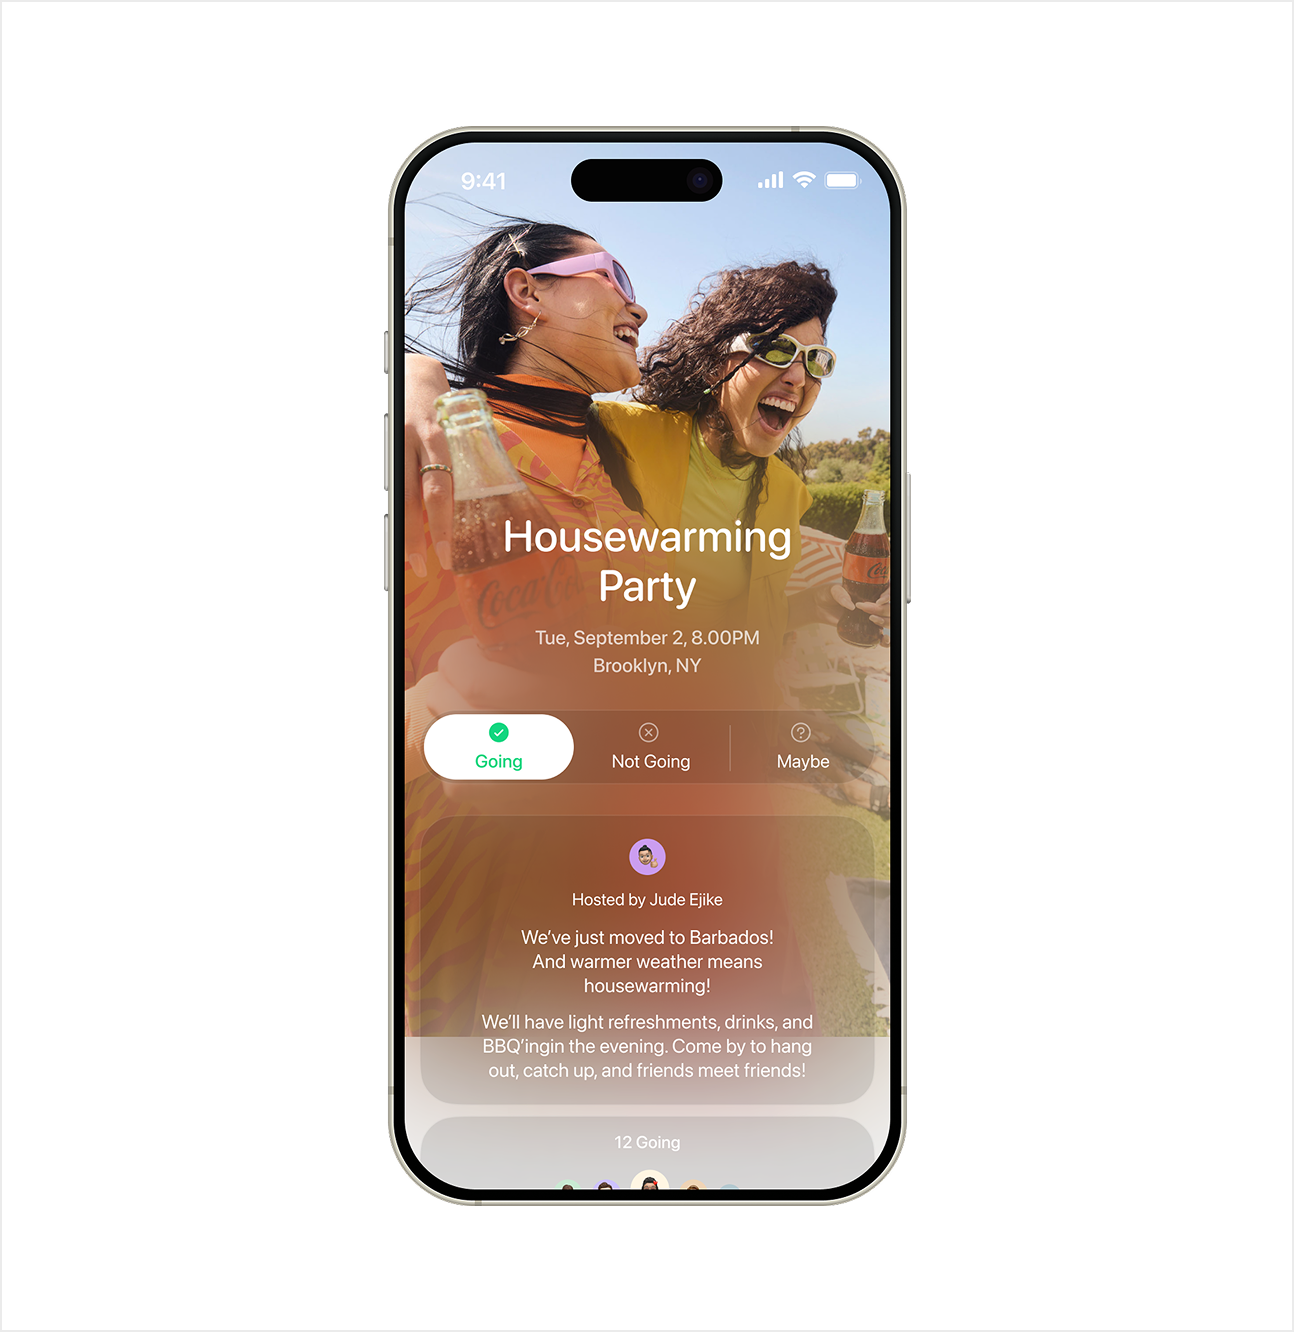 9:41
Housewarming
Party
Coca-Cola
Tue, September 2, 8.00PM
Brooklyn, NY
Going
Not Going
Maybe
Hosted by Jude Ejike
We've just moved to Barbados!
And warmer weather means
housewarming!
We'll have light refreshments, drinks, and
BBQ'ingin the evening. Come by to hang
out, catch up, and friends meet friends!
12 Going